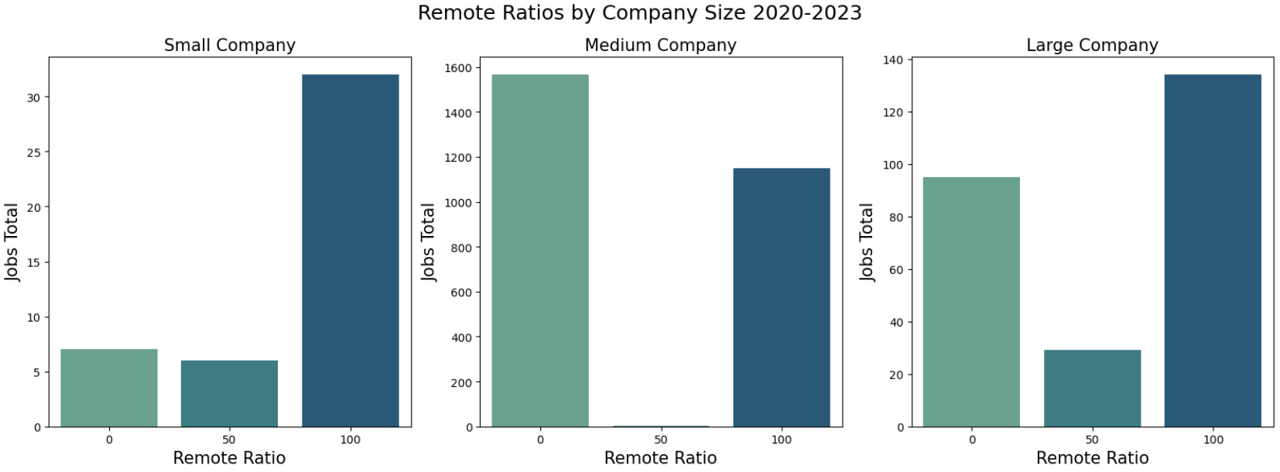 Remote Ratios by Company Size 2020-2023
Small Company
Jobs Total
30
25
20
15
10
5
0
0 50 100
Remote Ratio
Medium Company
Jobs Total
1600
1400
1200
1000
800
600
400
200
0
0 50 100
Remote Ratio
Large Company
Jobs Total
140
120
100
80
60
40
20
0
0 50 100
Remote Ratio